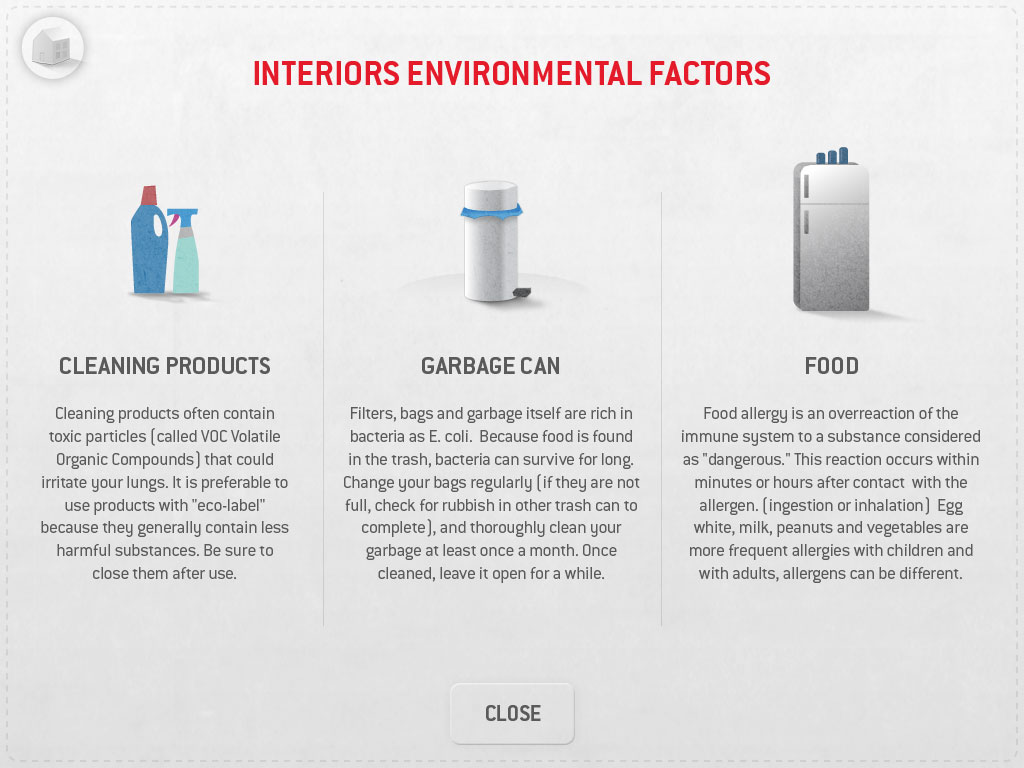 INTERIORS ENVIRONMENTAL FACTORS
CLEANING PRODUCTS
Cleaning products often contain
toxic particles (called VOC Volatile
Organic Compounds) that could
irritate your lungs. It is preferable to
use products with "eco-label"
because they generally contain less
harmful substances. Be sure to
close them after use.
GARBAGE CAN
Filters, bags and garbage itself are rich in
bacteria as E. coli.  Because food is found
in the trash, bacteria can survive for long.
Change your bags regularly (if they are not
full, check for rubbish in other trash can to
complete), and thoroughly clean your
garbage at least once a month. Once
cleaned, leave it open for a while.
FOOD
Food allergy is an overreaction of the
immune system to a substance considered
as "dangerous." This reaction occurs within
minutes or hours after contact  with the
allergen. (ingestion or inhalation)  Egg
white, milk, peanuts and vegetables are
more frequent allergies with children and
with adults, allergens can be different.
CLOSE